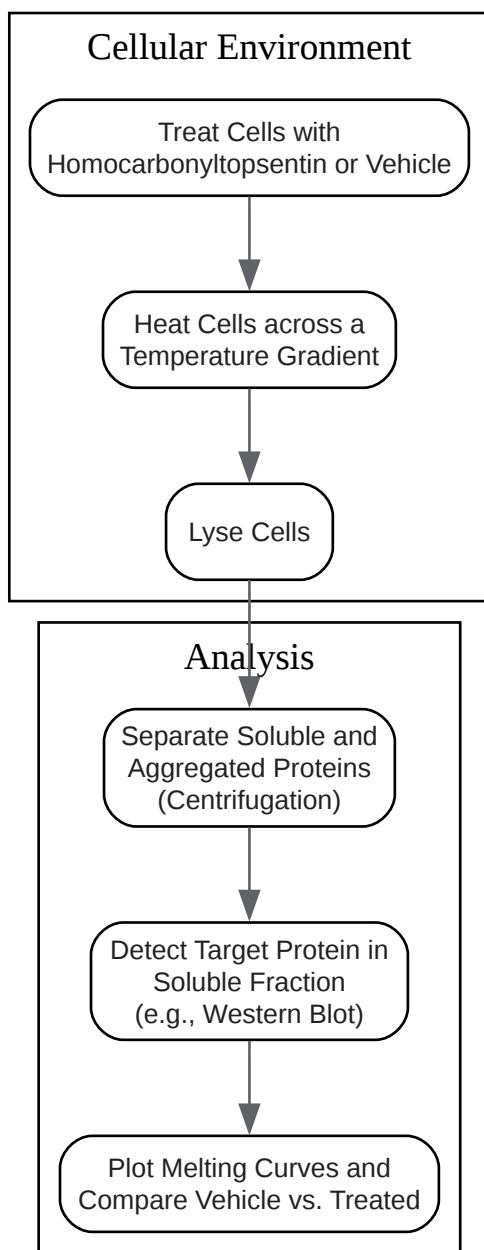 Cellular Environment
Treat Cells with
Homocarbonyltopsentin or Vehicle
Heat Cells across a
Temperature Gradient
Lyse Cells
Analysis
Separate Soluble and
Aggregated Proteins
(Centrifugation)
Detect Target Protein in
Soluble Fraction
(e.g., Western Blot)
Plot Melting Curves and
Compare Vehicle vs. Treated